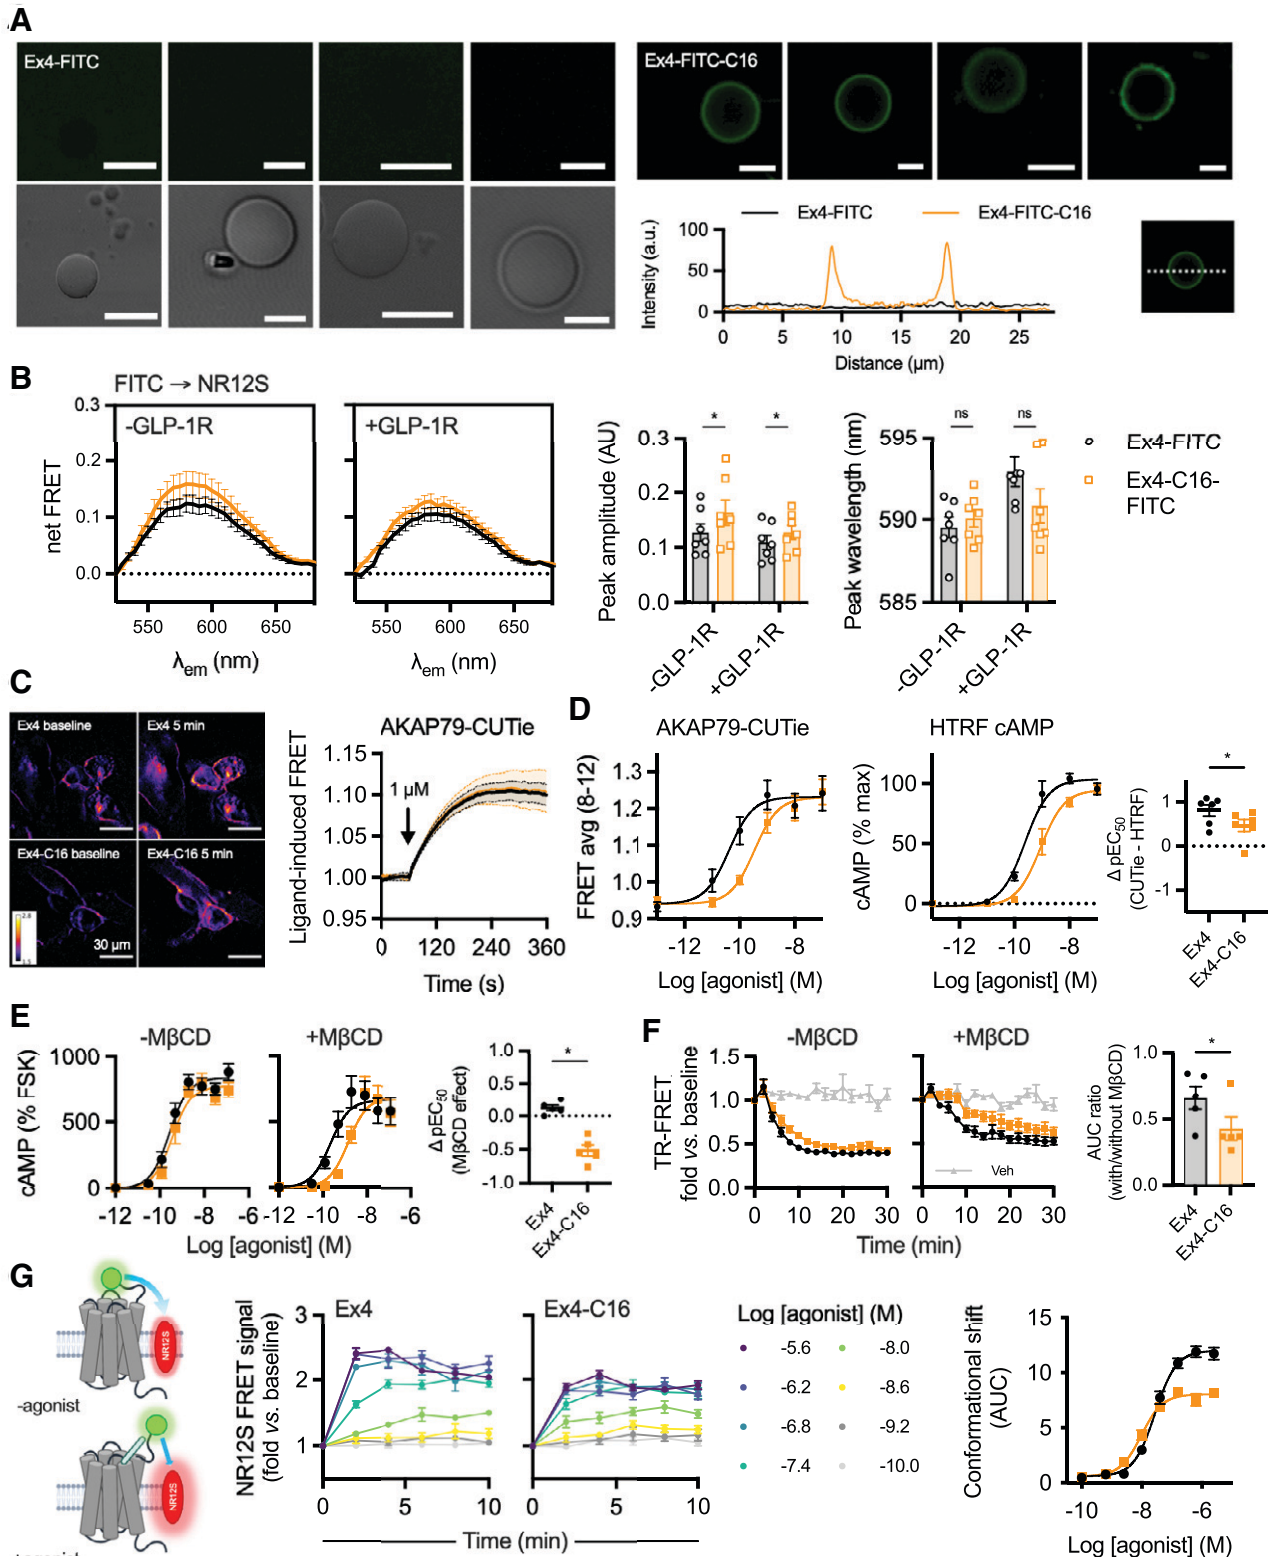 A
Ex4-FITC
Ex4-FITC-C16
Ex4-FITC
Ex4-FITC-C16
Intensity (a.u.)
100
50
0
0 5 10 15 20 25
Distance (µm)
B
FITC → NR12S
net FRET
0.3
0.2
0.1
0.0
-GLP-1R
+GLP-1R
550 600 650
550 600 650
λem (nm)
λem (nm)
Peak amplitude (AU)
0.3
0.2
0.1
0.0
* *
-GLP-1R
+GLP-1R
Peak wavelength (nm)
595
590
585
ns ns
-GLP-1R
+GLP-1R
Ex4-FITC
Ex4-C16-
FITC
C
Ex4 baseline
Ex4 5 min
Ex4-C16 baseline
Ex4-C16 5 min
30 µm
AKAP79-CUTie
Ligand-induced FRET
1.15
1.10
1.05
1.00
0.95
1 µM
0 120 240 360
Time (s)
D
AKAP79-CUTie
FRET avg (8-12)
1.3
1.2
1.1
1.0
0.9
-12 -10 -8
Log [agonist] (M)
HTRF cAMP
cAMP (% max)
100
50
0
-12 -10 -8
Log [agonist] (M)
Δ pEC50
(CUTie - HTRF)
1
0
-1
*
Ex4
Ex4-C16
E
-MβCD
+MβCD
cAMP (% FSK)
1000
500
0
-12 -10 -8 -6
-12 -10 -8 -6
Log [agonist] (M)
Δ pEC50
(MβCD effect)
1.0
0.5
0.0
-0.5
-1.0
*
Ex4
Ex4-C16
F
-MβCD
+MβCD
TR-FRET
fold vs. baseline
1.5
1.0
0.5
0.0
Veh
0 10 20 30
0 10 20 30
Time (min)
AUC ratio
(with/without MβCD)
1.0
0.5
0.0
*
Ex4
Ex4-C16
G
NR12S
-agonist
NR12S
NR12S FRET signal
(fold vs. baseline)
3
2
1
Ex4
Ex4-C16
0 5 10
0 5 10
Time (min)
Log [agonist] (M)
-5.6 -8.0
-6.2 -8.6
-6.8 -9.2
-7.4 -10.0
Conformational shift
(AUC)
15
10
5
0
-10 -8 -6
Log [agonist] (M)